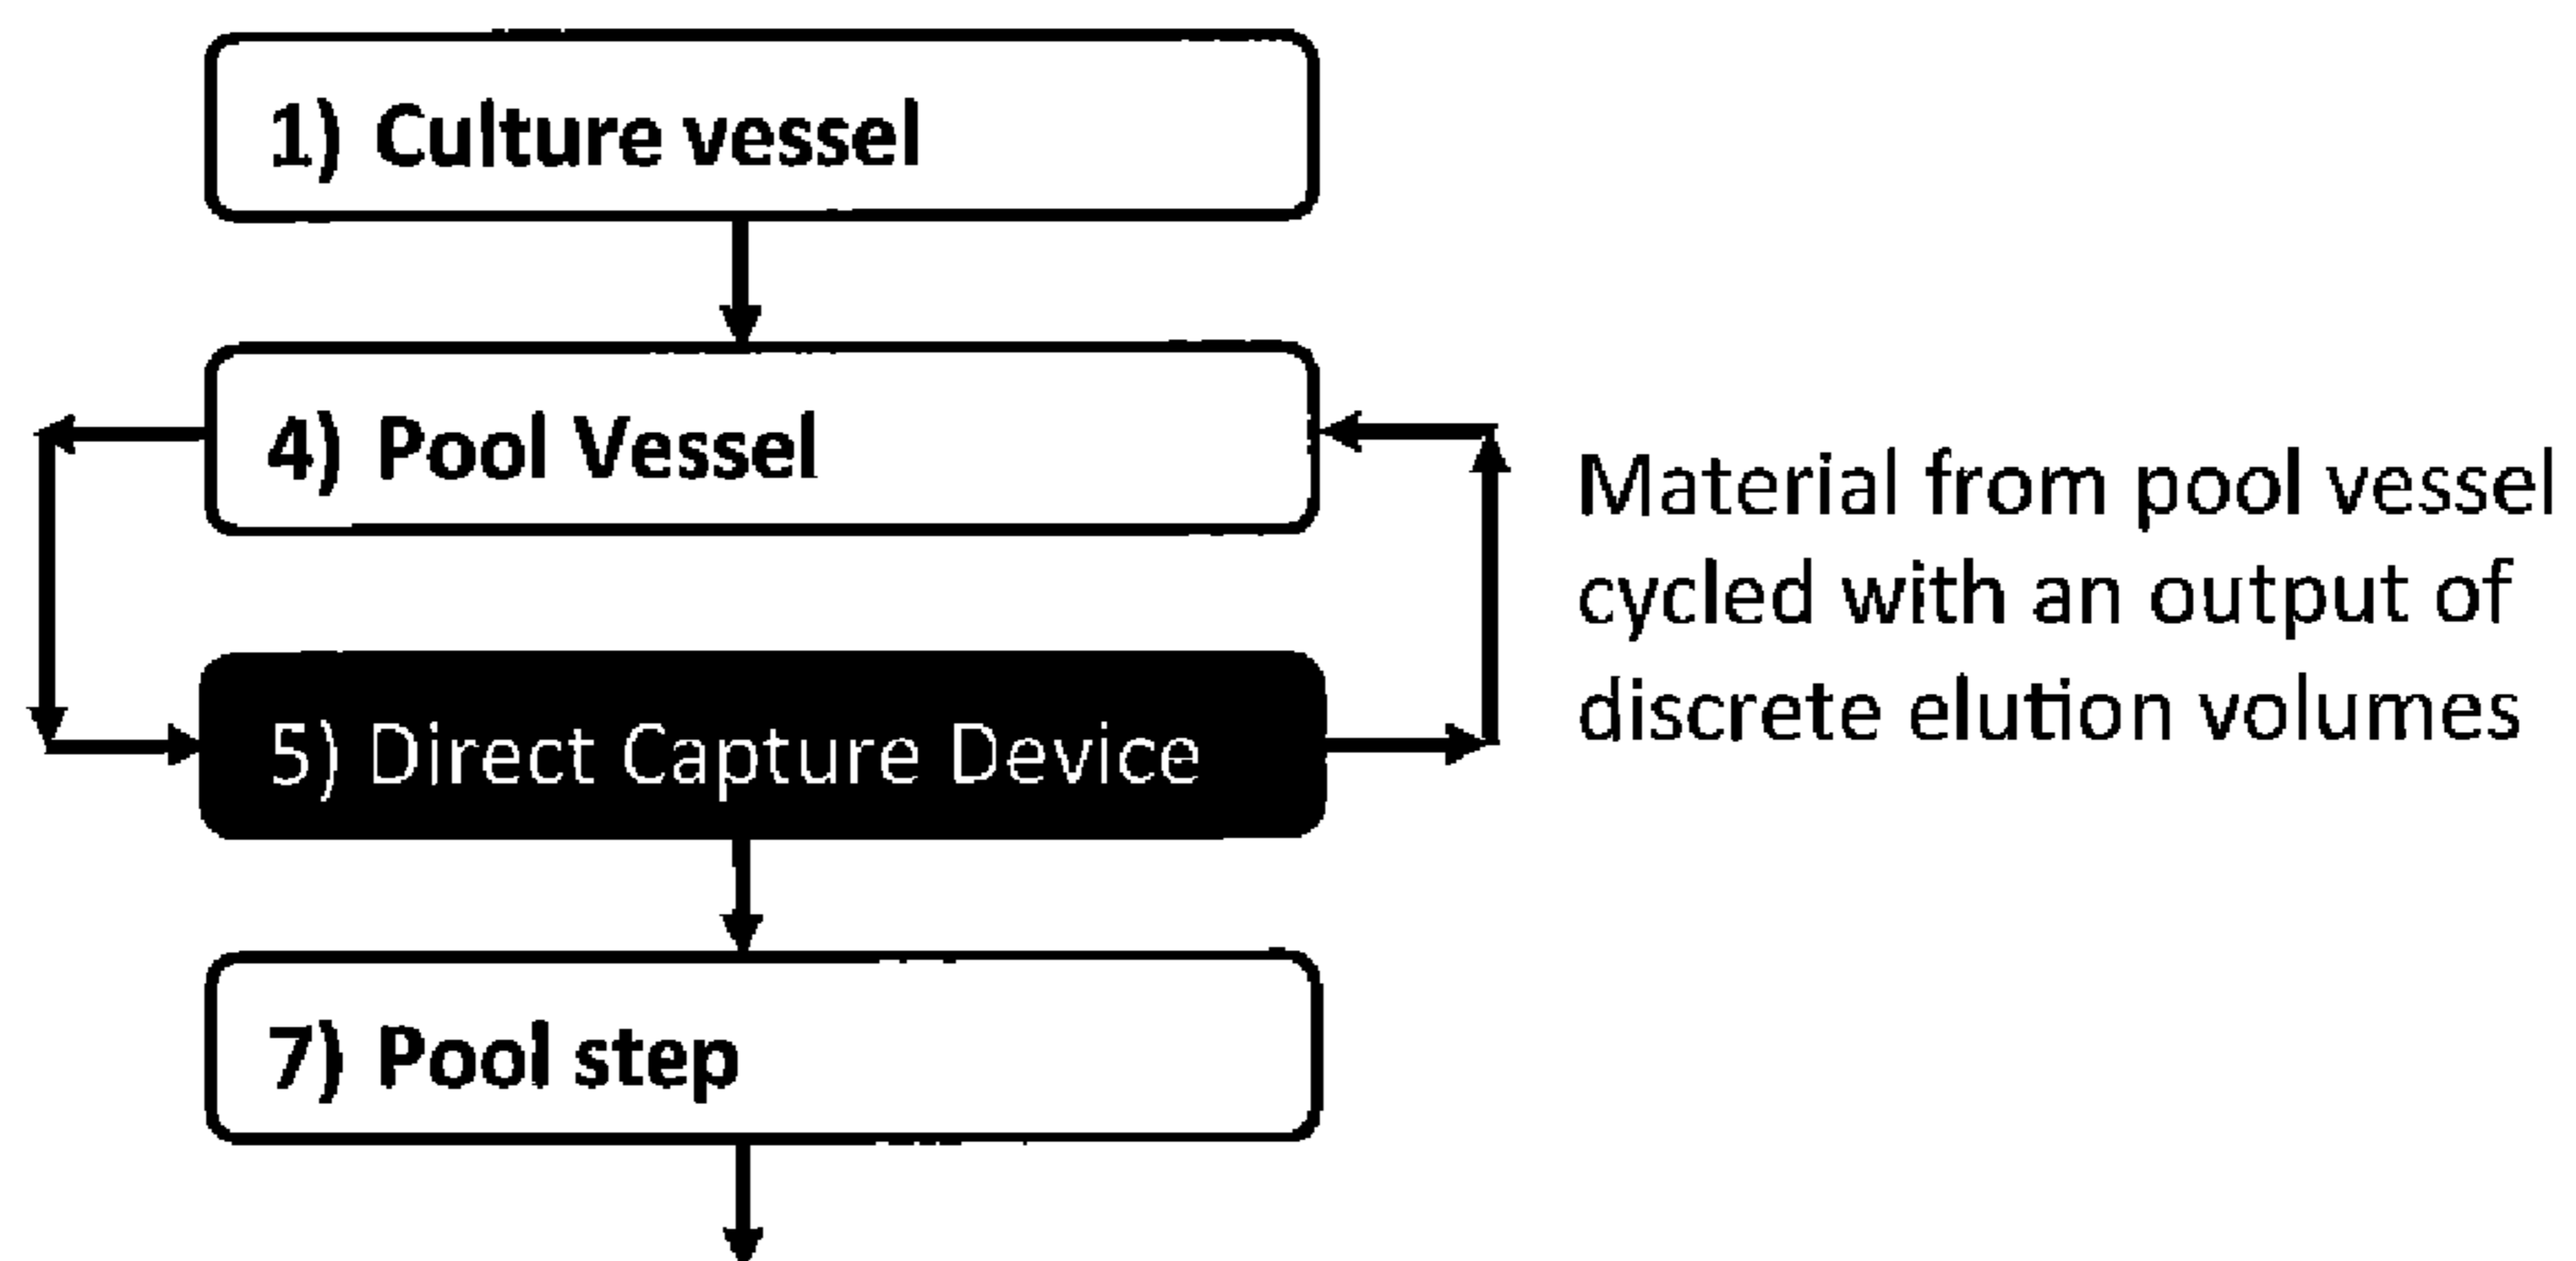 1) Culture vessel
4) Pool Vessel
Material from pool vessel
cycled with an output of
discrete elution volumes
5) Direct Capture Device
7) Pool step